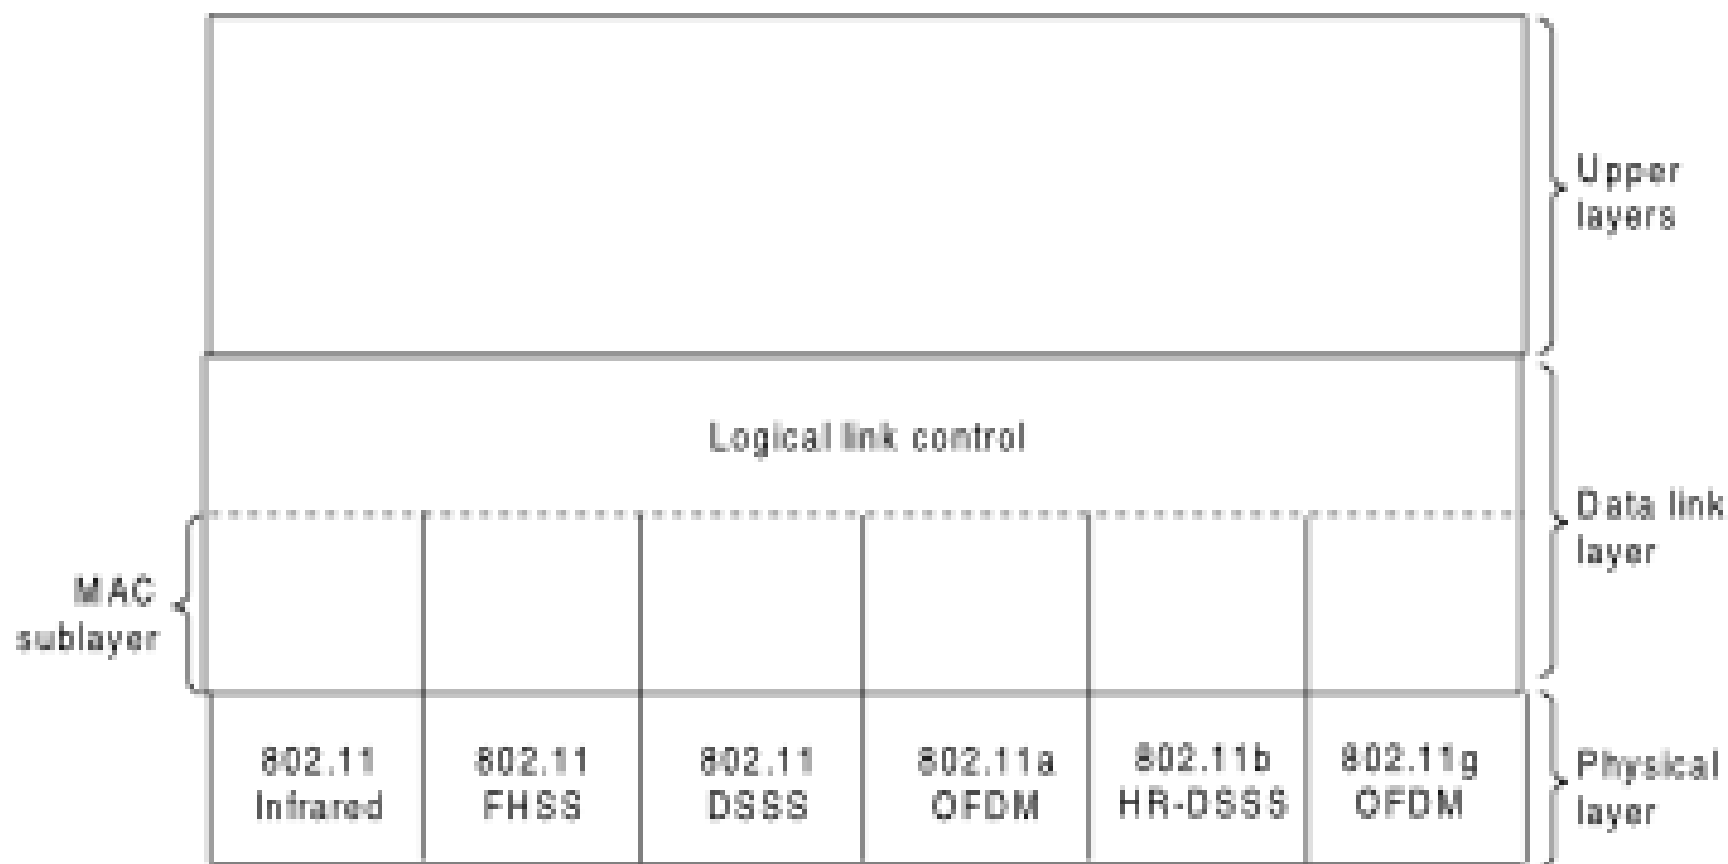 Upper
layers
Logical link control
Data link
layer
MAC
sublayer
802.11
Infrared
802.11
FHSS
802.11
DSSS
802.11a
OFDM
802.11b
HR-DSSS
802.11g
OFDM
Physical
layer